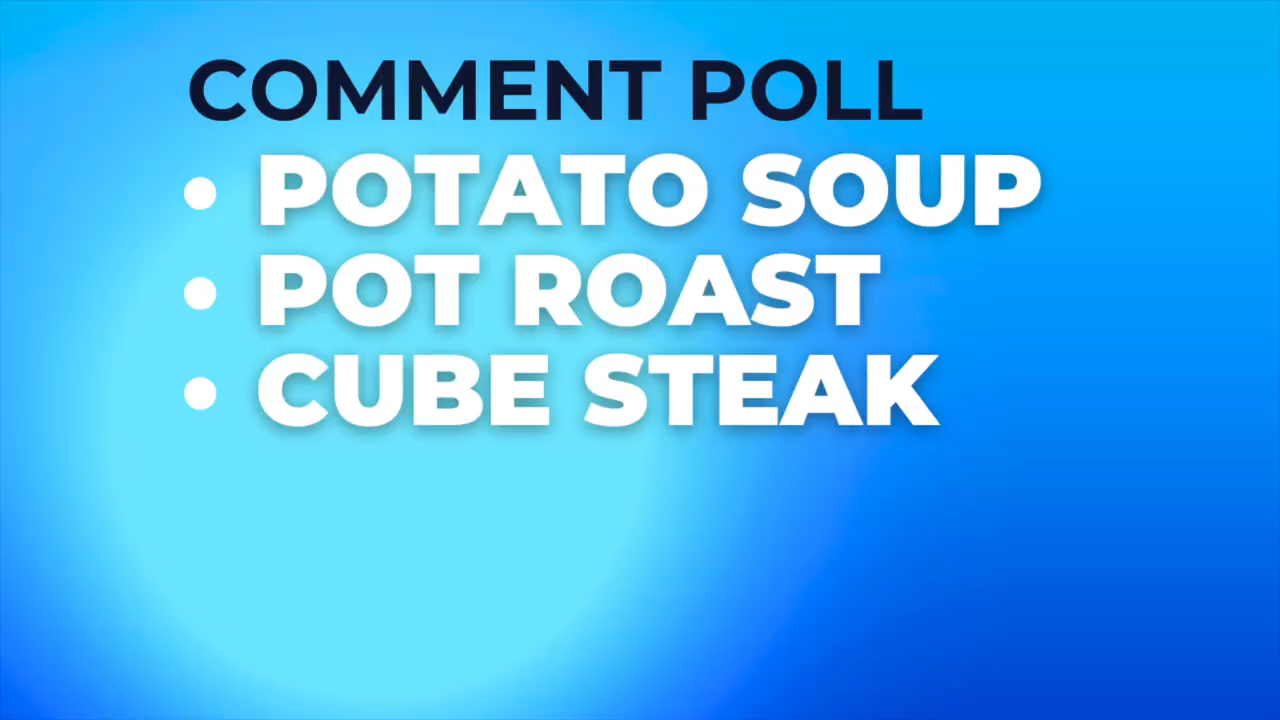 COMMENT POLL
• POTATO SOUP
• POT ROAST
• CUBE STEAK